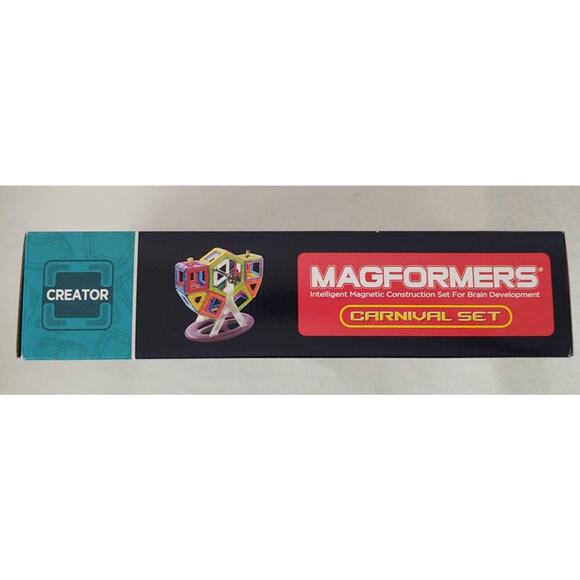 CREATOR
MAGFORMERS®
Intelligent Magnetic Construction Set For Brain Development
CARNIVAL SET